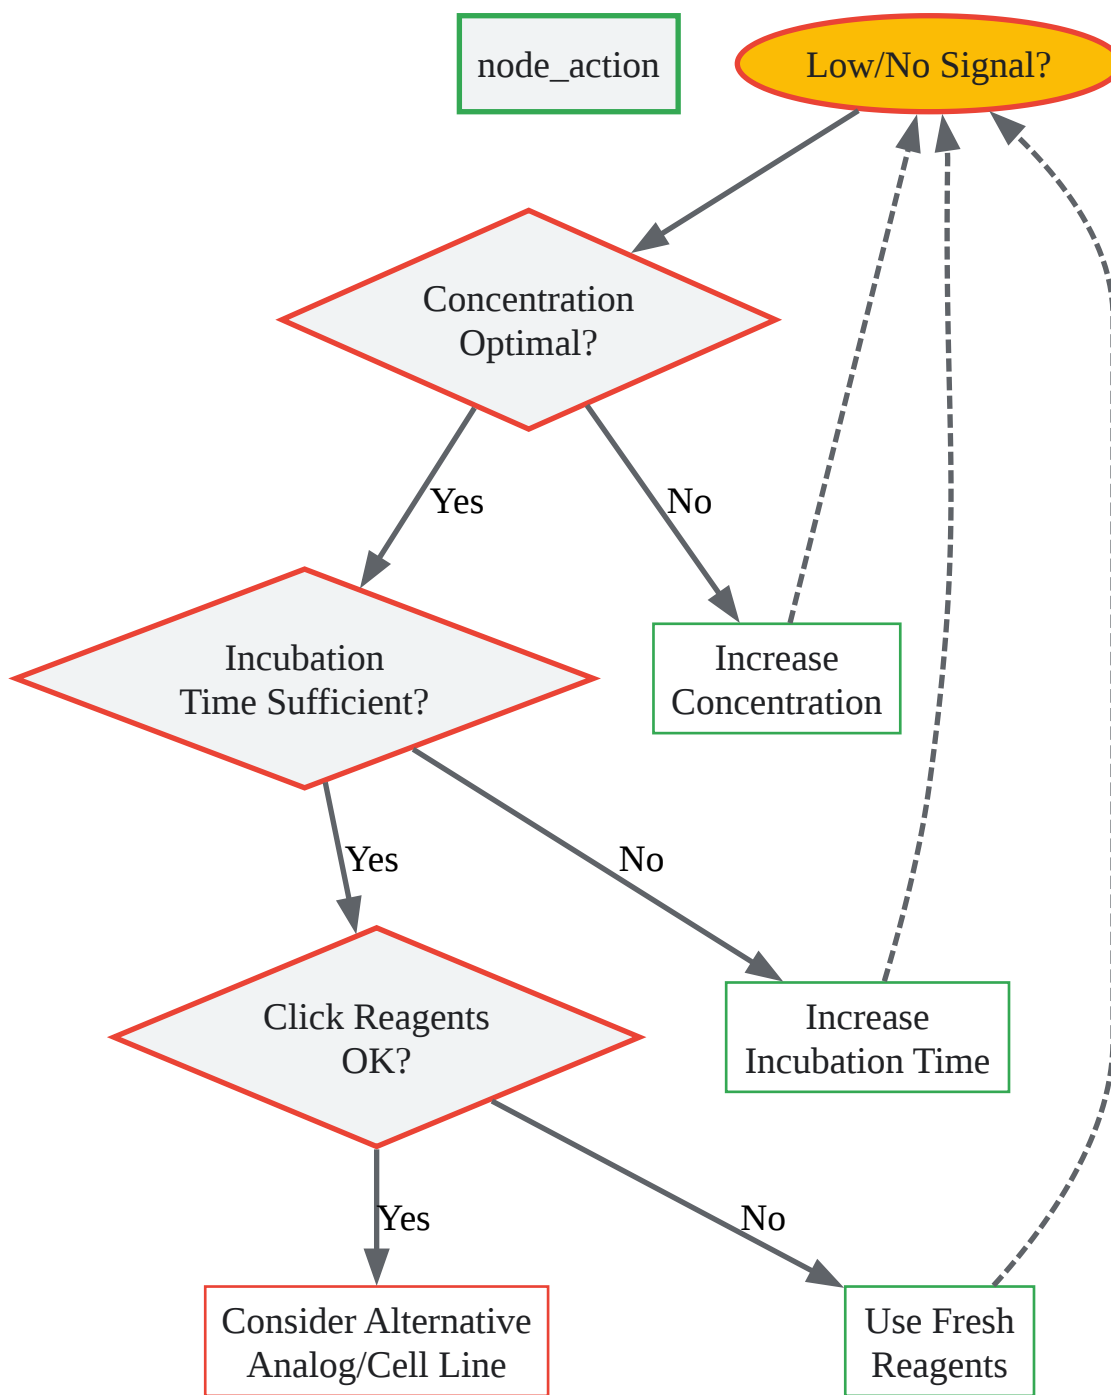 node_action
Low/No Signal?
Concentration
Optimal?
Yes
No
Incubation
Time Sufficient?
Increase
Concentration
Yes
No
Click Reagents
OK?
Increase
Incubation Time
Yes
No
Consider Alternative
Analog/Cell Line
Use Fresh
Reagents